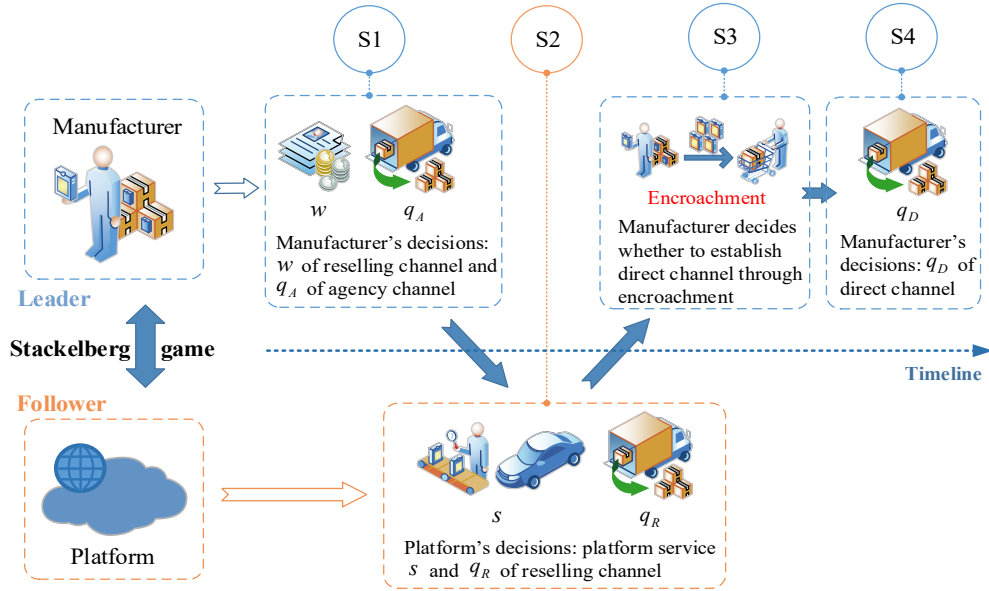 S1
S2
S3
S4
Manufacturer
Leader
Stackelberg game
Follower
Platform
w
q_A
Manufacturer's decisions:
w of reselling channel and
q_A of agency channel
Encroachment
Manufacturer decides
whether to establish
direct channel through
encroachment
q_D
Manufacturer's
decisions: q_D of
direct channel
Timeline
s
q_R
Platform's decisions: platform service
s and q_R of reselling channel